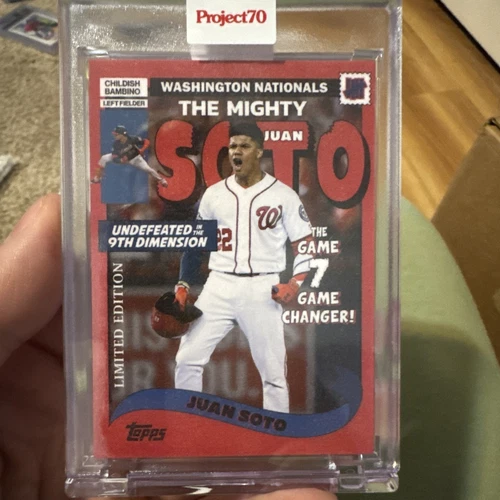 Project70
CHILDISH
BAMBINO
LEFT FIELDER
WASHINGTON NATIONALS
THE MIGHTY
JUAN
SOTO
W
22
UNDEFEATED IN THE
9TH DIMENSION
THE
GAME
7
GAME
CHANGER!
LIMITED EDITION
JUAN SOTO
Topps